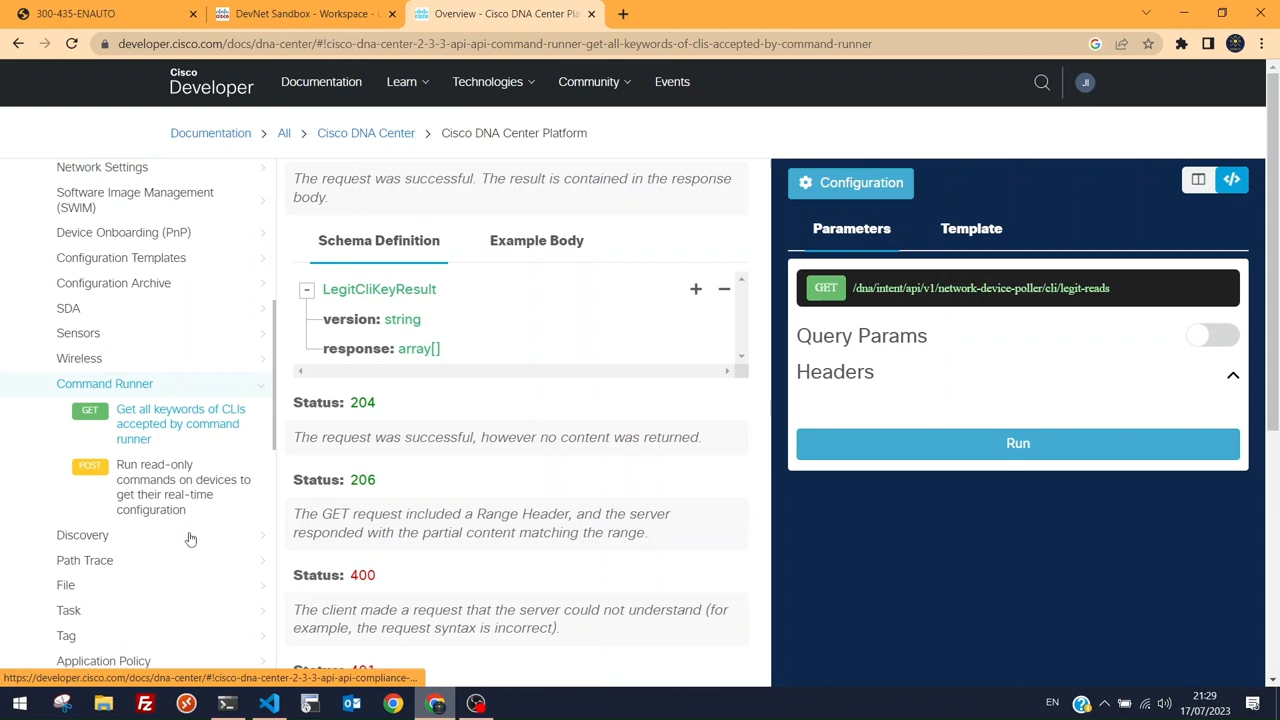 300-435-ENAUTO
DevNet Sandbox - Workspace -
Overview - Cisco DNA Center Pla
developer.cisco.com/docs/dna-center/#!cisco-dna-center-2-3-3-api-api-command-runner-get-all-keywords-of-clis-accepted-by-command-runner
Cisco
Developer
Documentation
Learn
Technologies
Community
Events
JI
Documentation > All > Cisco DNA Center > Cisco DNA Center Platform
Network Settings
Software Image Management
(SWIM)
Device Onboarding (PnP)
Configuration Templates
Configuration Archive
SDA
Sensors
Wireless
Command Runner
GET Get all keywords of CLIs
accepted by command
runner
POST Run read-only
commands on devices to
get their real-time
configuration
Discovery
Path Trace
File
Task
Tag
Application Policy
https://developer.cisco.com/docs/dna-center/#!cisco-dna-center-2-3-3-api-api-compliance-...
The request was successful. The result is contained in the response
body.
Schema Definition
Example Body
LegitCliKeyResult
version: string
response: array[]
Status: 204
The request was successful, however no content was returned.
Status: 206
The GET request included a Range Header, and the server
responded with the partial content matching the range.
Status: 400
The client made a request that the server could not understand (for
example, the request syntax is incorrect).
Status: 401
Configuration
Parameters
Template
GET /dna/intent/api/v1/network-device-poller/cli/legit-reads
Query Params
Headers
Run
EN
21:29
17/07/2023